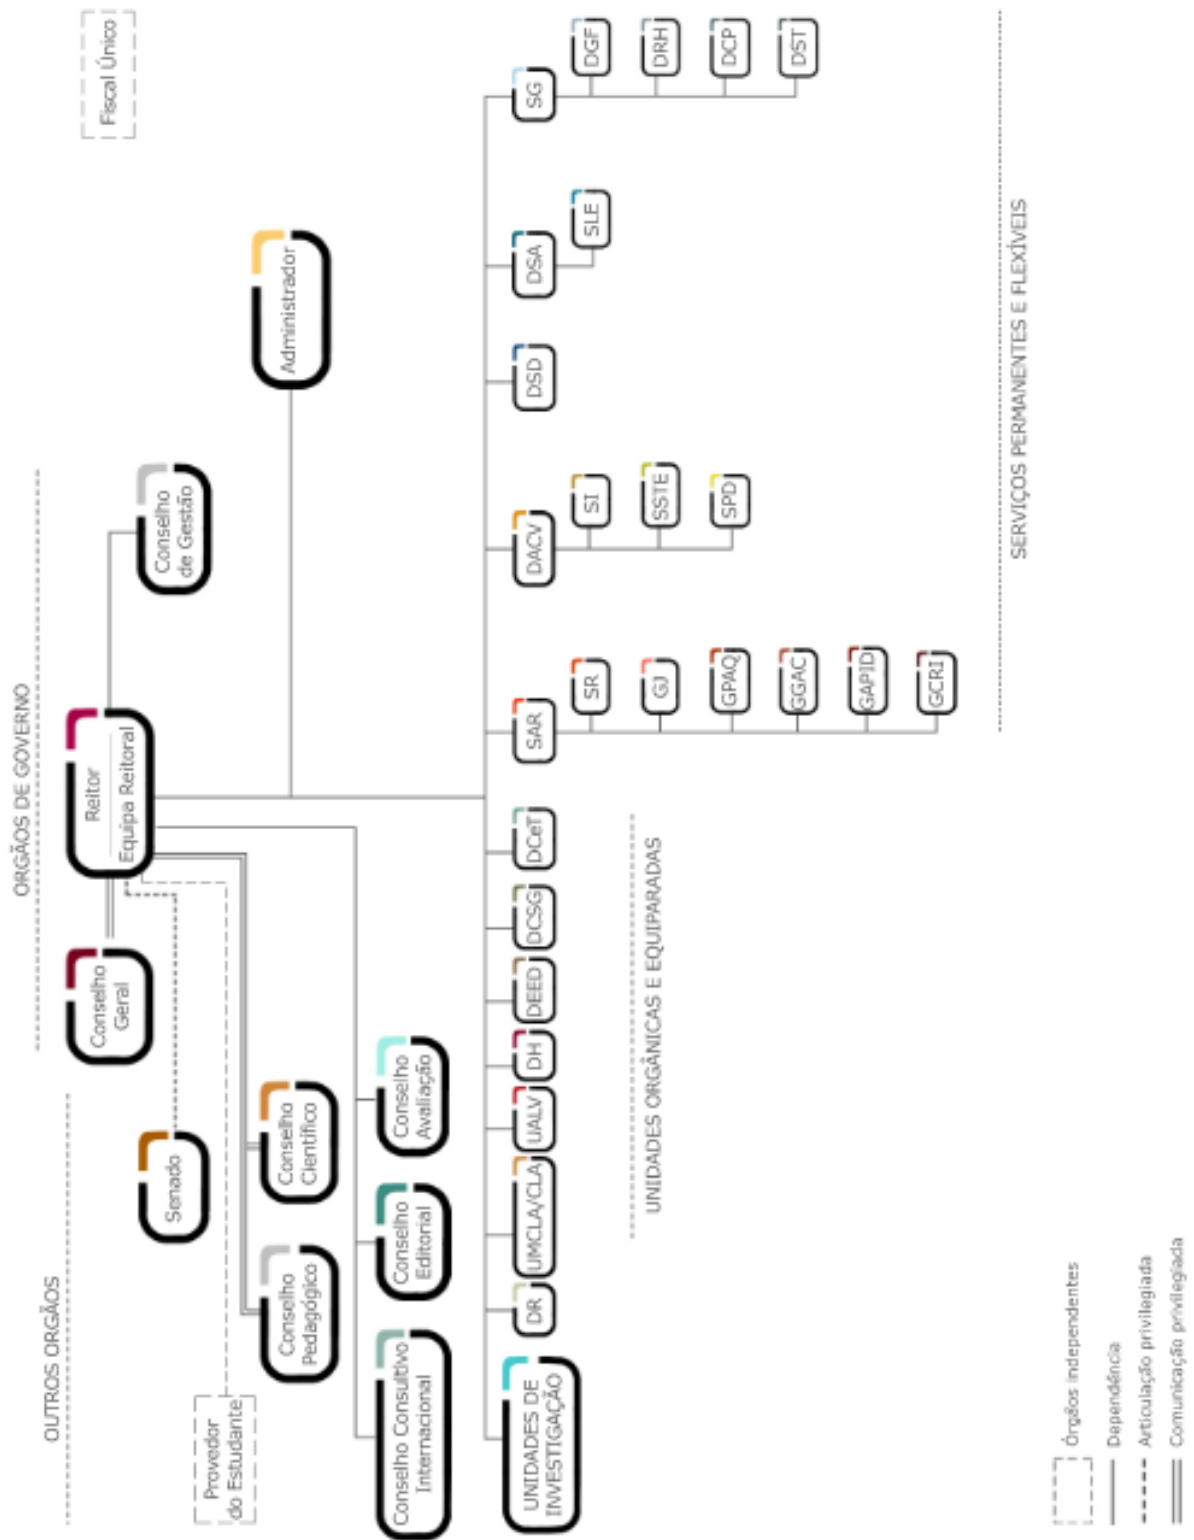 ORGÃOS DE GOVERNO
OUTROS ORGÃOS
Fiscal Único
Reitor
Equipa Reitoral
Conselho
Geral
Conselho
de Gestão
Senado
Provedor
do Estudante
Administrador
Conselho
Pedagógico
Conselho
Científico
Conselho Consultivo
Internacional
Conselho
Editorial
Conselho
Avaliação
UNIDADES DE
INVESTIGAÇÃO
DR
UMCLA/CLA
UALV
DH
DEED
DCSG
DCeT
SAR
DACV
DSD
DSA
SG
SR
GJ
GPAQ
GGAC
GAPID
GCRI
SI
SSTE
SPD
SLE
DGF
DRH
DCP
DST
UNIDADES ORGÂNICAS E EQUIPARADAS
SERVIÇOS PERMANENTES E FLEXÍVEIS
Órgãos independentes
Dependência
Articulação privilegiada
Comunicação privilegiada